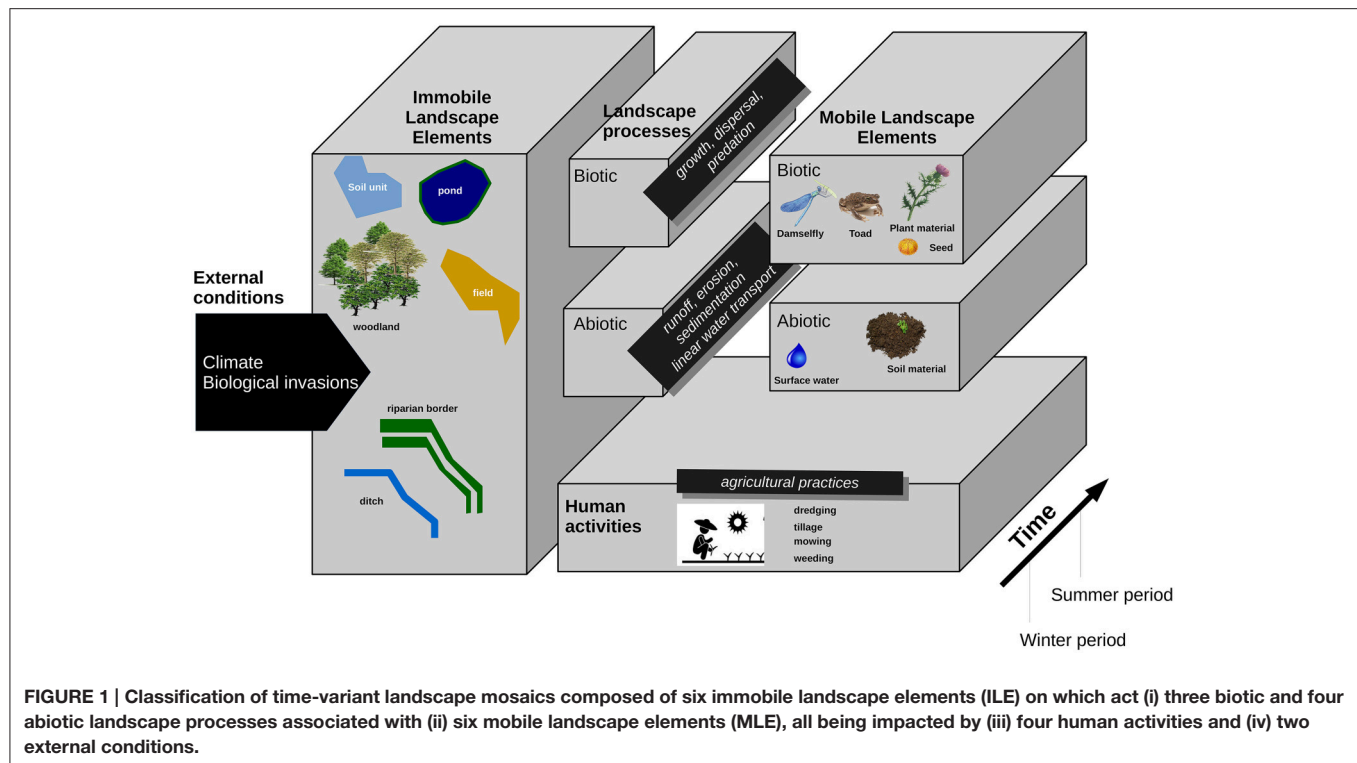 Immobile
Landscape
Elements
Soil unit
pond
woodland
field
riparian border
ditch
External
conditions
Climate
Biological invasions
Landscape
processes
Biotic
growth, dispersal,
predation
Abiotic
runoff, erosion,
sedimentation
linear water transport
Mobile Landscape
Elements
Biotic
Damselfly
Toad
Plant material
Seed
Abiotic
Surface water
Soil material
Human
activities
agricultural practices
dredging
tillage
mowing
weeding
Time
Summer period
Winter period
FIGURE 1 | Classification of time-variant landscape mosaics composed of six immobile landscape elements (ILE) on which act (i) three biotic and four
abiotic landscape processes associated with (ii) six mobile landscape elements (MLE), all being impacted by (iii) four human activities and (iv) two
external conditions.